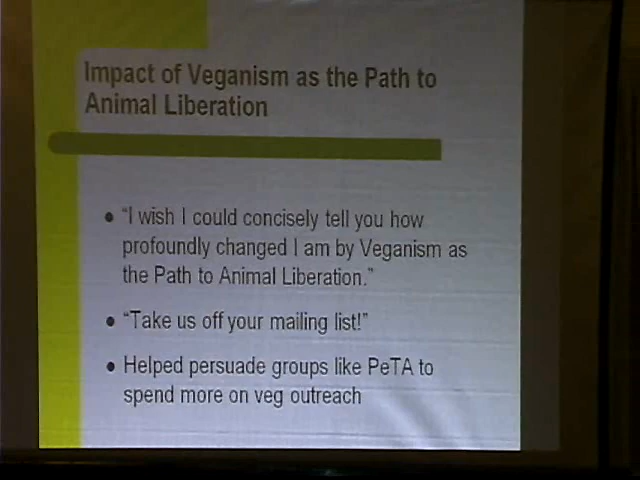 Impact of Veganism as the Path to
Animal Liberation
● "I wish I could concisely tell you how
profoundly changed I am by Veganism as
the Path to Animal Liberation."
● "Take us off your mailing list!"
● Helped persuade groups like PeTA to
spend more on veg outreach